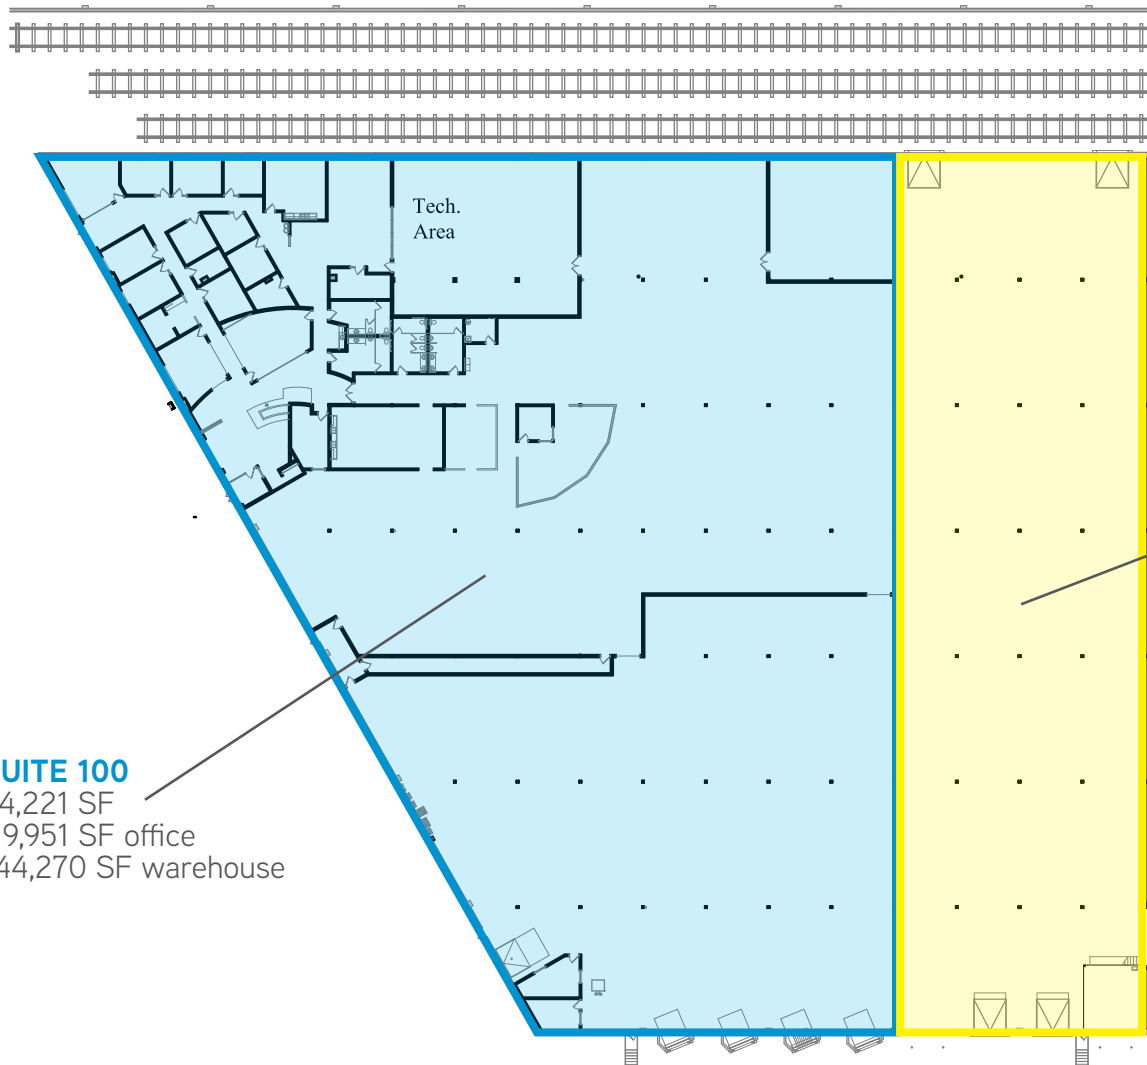 Tech.
Area
UITE 100
4,221 SF
9,951 SF office
44,270 SF warehouse